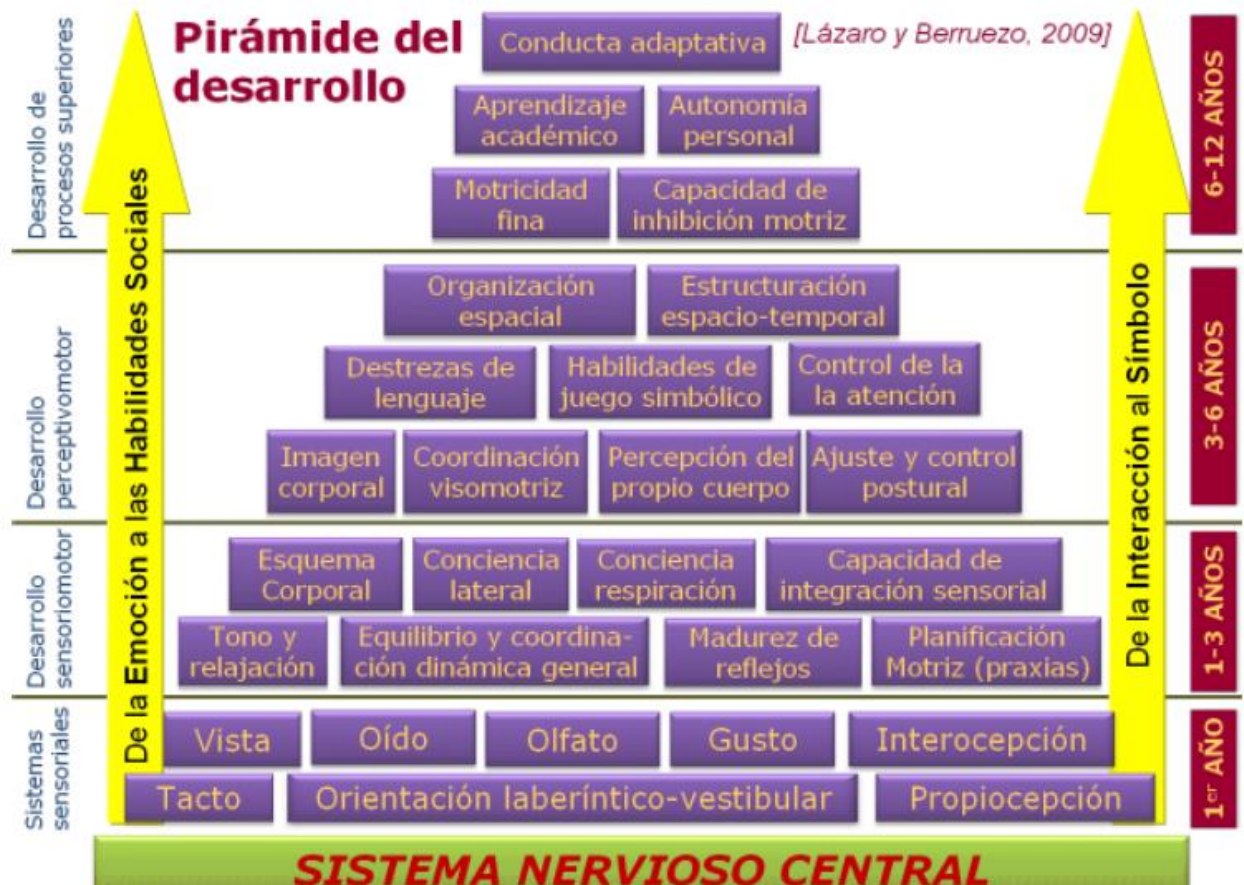 Pirámide del
desarrollo
[Lázaro y Berruezo, 2009]
Conducta adaptativa
Aprendizaje
académico
Autonomía
personal
Motricidad
fina
Capacidad de
inhibición motriz
Desarrollo de
procesos superiores
6-12 AÑOS
Organización
espacial
Estructuración
espacio-temporal
Destrezas de
lenguaje
Habilidades de
juego simbólico
Control de la
la atención
Imagen
corporal
Coordinación
visomotriz
Percepción del
propio cuerpo
Ajuste y control
postural
Desarrollo
perceptivomotor
3-6 AÑOS
Esquema
Corporal
Conciencia
lateral
Conciencia
respiración
Capacidad de
integración sensorial
Tono y
relajación
Equilibrio y coordina-
ción dinámica general
Madurez de
reflejos
Planificación
Motriz (praxias)
Desarrollo
sensoriomotor
1-3 AÑOS
Vista
Oído
Olfato
Gusto
Interocepción
Tacto
Orientación laberíntico-vestibular
Propiocepción
Sistemas
sensoriales
1er AÑO
De la Emoción a las Habilidades Sociales
De la Interacción al Símbolo
SISTEMA NERVIOSO CENTRAL